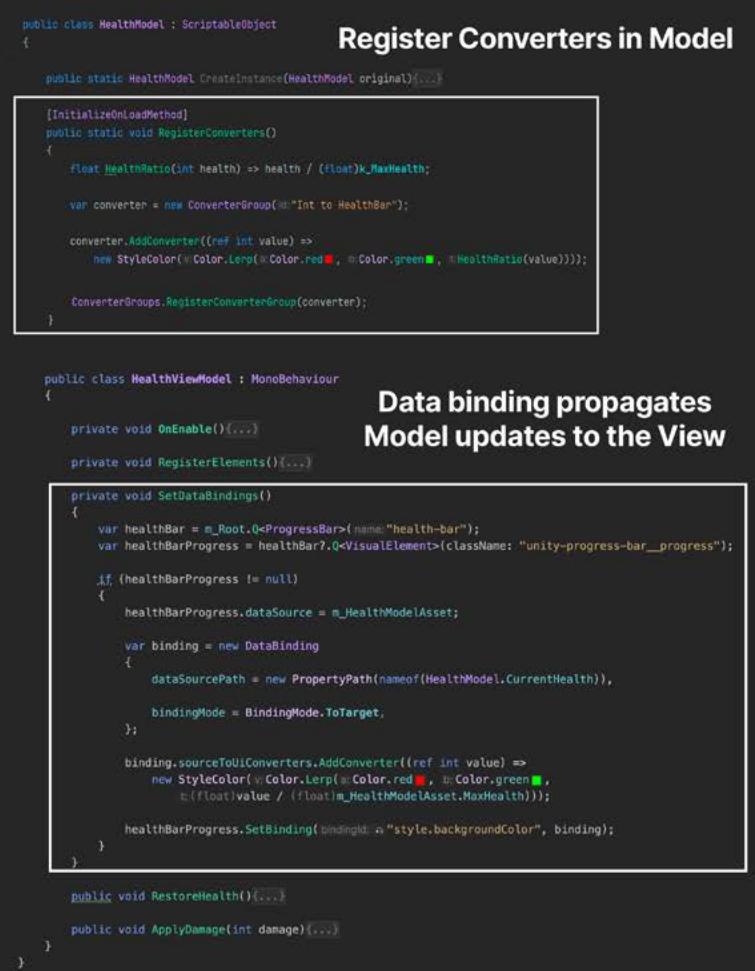 public class HealthModel : ScriptableObject
{
Register Converters in Model
public static HealthModel CreateInstance(HealthModel original){...}
[InitializeOnLoadMethod]
public static void RegisterConverters()
{
float HealthRatio(int health) => health / (float)k_MaxHealth;
var converter = new ConverterGroup(id:"Int to HealthBar");
converter.AddConverter((ref int value) =>
new StyleColor(v:Color.Lerp(a:Color.red, b:Color.green, t:HealthRatio(value))));
ConverterGroups.RegisterConverterGroup(converter);
}
public class HealthViewModel : MonoBehaviour
{
Data binding propagates
Model updates to the View
private void OnEnable(){...}
private void RegisterElements(){...}
private void SetDataBindings()
{
var healthBar = m_Root.Q<ProgressBar>(name:"health-bar");
var healthBarProgress = healthBar?.Q<VisualElement>(className: "unity-progress-bar__progress");
if (healthBarProgress != null)
{
healthBarProgress.dataSource = m_HealthModelAsset;
var binding = new DataBinding
{
dataSourcePath = new PropertyPath(nameof(HealthModel.CurrentHealth)),
bindingMode = BindingMode.ToTarget,
};
binding.sourceToUiConverters.AddConverter((ref int value) =>
new StyleColor(v:Color.Lerp(a:Color.red, b:Color.green,
t:(float)value / (float)m_HealthModelAsset.MaxHealth)));
healthBarProgress.SetBinding(bindingId: "style.backgroundColor", binding);
}
}
public void RestoreHealth(){...}
public void ApplyDamage(int damage){...}
}
}